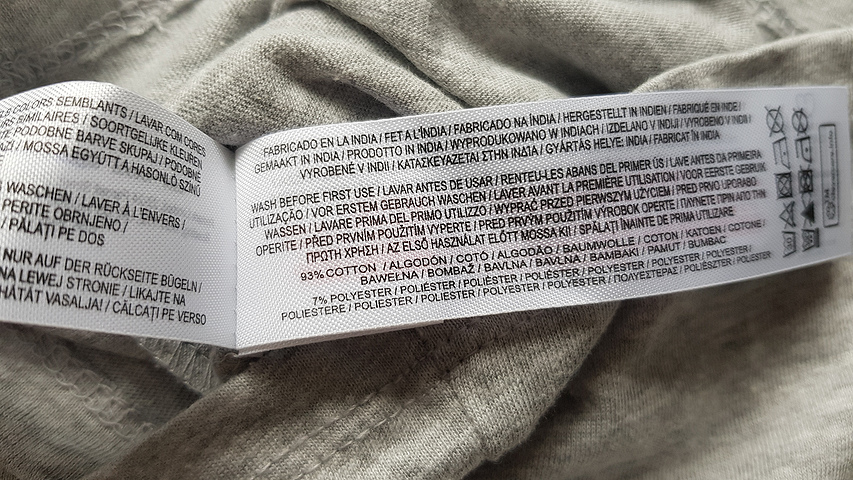 COLORS SEMBLANTS / LAVAR COM CORES
SIMILAIRES / SOORTGELIJKE KLEUREN
PODOBNE BARVE SKUPAJ / PODOBNÉ
/ MOSSA EGYÜTT A HASONLÓ SZÍNŰ
WASCHEN / LAVER À L'ENVERS /
PERITE OBRNJENO /
/ PĂLAȚI PE DOS
NUR AUF DER RÜCKSEITE BÜGELN /
NA LEWEJ STRONIE / LIKAJTE NA
VASALJA! / CĂLCAȚI PE VERSO
FABRICADO EN LA INDIA / FET A L'ÍNDIA / FABRICADO NA ÍNDIA / HERGESTELLT IN INDIEN / FABRIQUÉ EN INDE /
GEMAAKT IN INDIA / PRODOTTO IN INDIA / WYPRODUKOWANO W INDIACH / IZDELANO V INDIJI / VYROBENO V INDII /
VYROBENÉ V INDII / ΚΑΤΑΣΚΕΥΑΖΕΤΑΙ ΣΤΗΝ ΙΝΔΙΑ / GYÁRTÁS HELYE: INDIA / FABRICAT ÎN INDIA
WASH BEFORE FIRST USE / LAVAR ANTES DE USAR / RENTEU-LES ABANS DEL PRIMER ÚS / LAVE ANTES DA PRIMEIRA
UTILIZAÇÃO / VOR ERSTEM GEBRAUCH WASCHEN / LAVER AVANT LA PREMIÈRE UTILISATION / VOOR EERSTE GEBRUIK
WASSEN / LAVARE PRIMA DEL PRIMO UTILIZZO / WYPRAĆ PRZED PIERWSZYM UŻYCIEM / PRED PRVO UPORABO
OPERITE / PŘED PRVNÍM POUŽITÍM VYPERTE / PRED PRVÝM POUŽITÍM VÝROBOK OPERTE / ΠΛΥΝΕΤΕ ΠΡΙΝ ΑΠΟ ΤΗΝ
ΠΡΩΤΗ ΧΡΗΣΗ / AZ ELSŐ HASZNÁLAT ELŐTT MOSSA KI! / SPĂLAȚI ÎNAINTE DE PRIMA UTILIZARE
93% COTTON / ALGODÓN / COTÓ / ALGODÃO / BAUMWOLLE / COTON / KATOEN / COTONE /
BAWEŁNA / BOMBAŽ / BAVLNA / BAVLNA / ΒΑΜΒΑΚΙ / PAMUT / BUMBAC
7% POLYESTER / POLIÉSTER / POLIÈSTER / POLIÉSTER / POLYESTER / POLYESTER / POLYESTER /
POLIESTERE / POLIESTER / POLIESTER / POLYESTER / POLYESTER / ΠΟΛΥΕΣΤΕΡΑΣ / POLIÉSZTER / POLIESTER